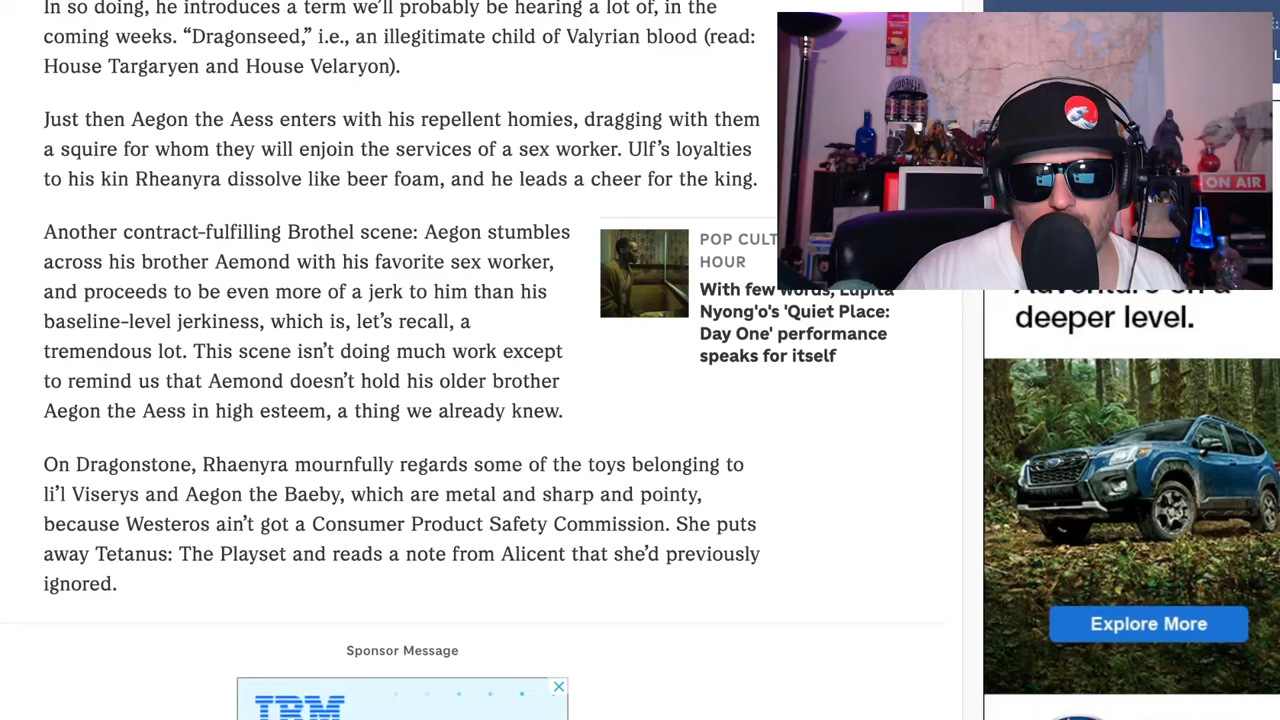 In so doing, he introduces a term we'll probably be hearing a lot of, in the
coming weeks. “Dragonseed,” i.e., an illegitimate child of Valyrian blood (read:
House Targaryen and House Velaryon).
Just then Aegon the Aess enters with his repellent homies, dragging with them
a squire for whom they will enjoin the services of a sex worker. Ulf’s loyalties
to his kin Rheanyra dissolve like beer foam, and he leads a cheer for the king.
Another contract-fulfilling Brothel scene: Aegon stumbles
across his brother Aemond with his favorite sex worker,
and proceeds to be even more of a jerk to him than his
baseline-level jerkiness, which is, let’s recall, a
tremendous lot. This scene isn’t doing much work except
to remind us that Aemond doesn’t hold his older brother
Aegon the Aess in high esteem, a thing we already knew.
POP CULT
HOUR
With few words, Lupita
Nyong'o's 'Quiet Place:
Day One' performance
speaks for itself
On Dragonstone, Rhaenyra mournfully regards some of the toys belonging to
li’l Viserys and Aegon the Baeby, which are metal and sharp and pointy,
because Westeros ain’t got a Consumer Product Safety Commission. She puts
away Tetanus: The Playset and reads a note from Alicent that she’d previously
ignored.
Sponsor Message
IBM
ON AIR
Adventure on a
deeper level.
Explore More